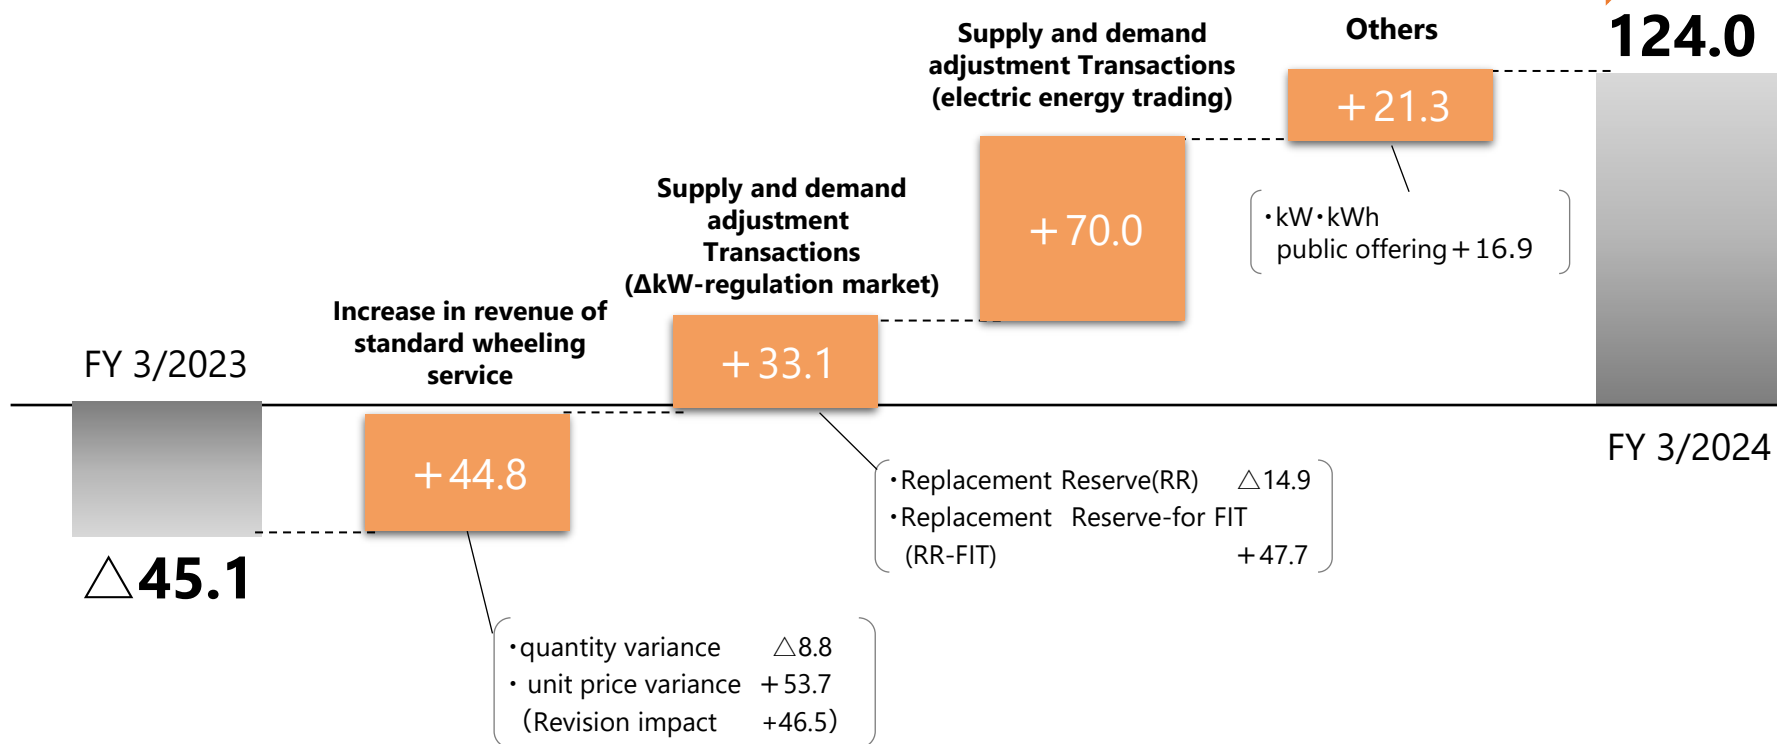 FY 3/2023
△45.1
Increase in revenue of
standard wheeling
service
＋44.8
・quantity variance △8.8
・ unit price variance ＋53.7
（Revision impact +46.5）
Supply and demand
adjustment
Transactions
(ΔkW-regulation market)
＋33.1
・Replacement Reserve(RR) △14.9
・Replacement Reserve-for FIT
(RR-FIT) ＋47.7
Supply and demand
adjustment Transactions
(electric energy trading)
＋70.0
Others
＋21.3
・kW・kWh
public offering＋16.9
124.0
FY 3/2024